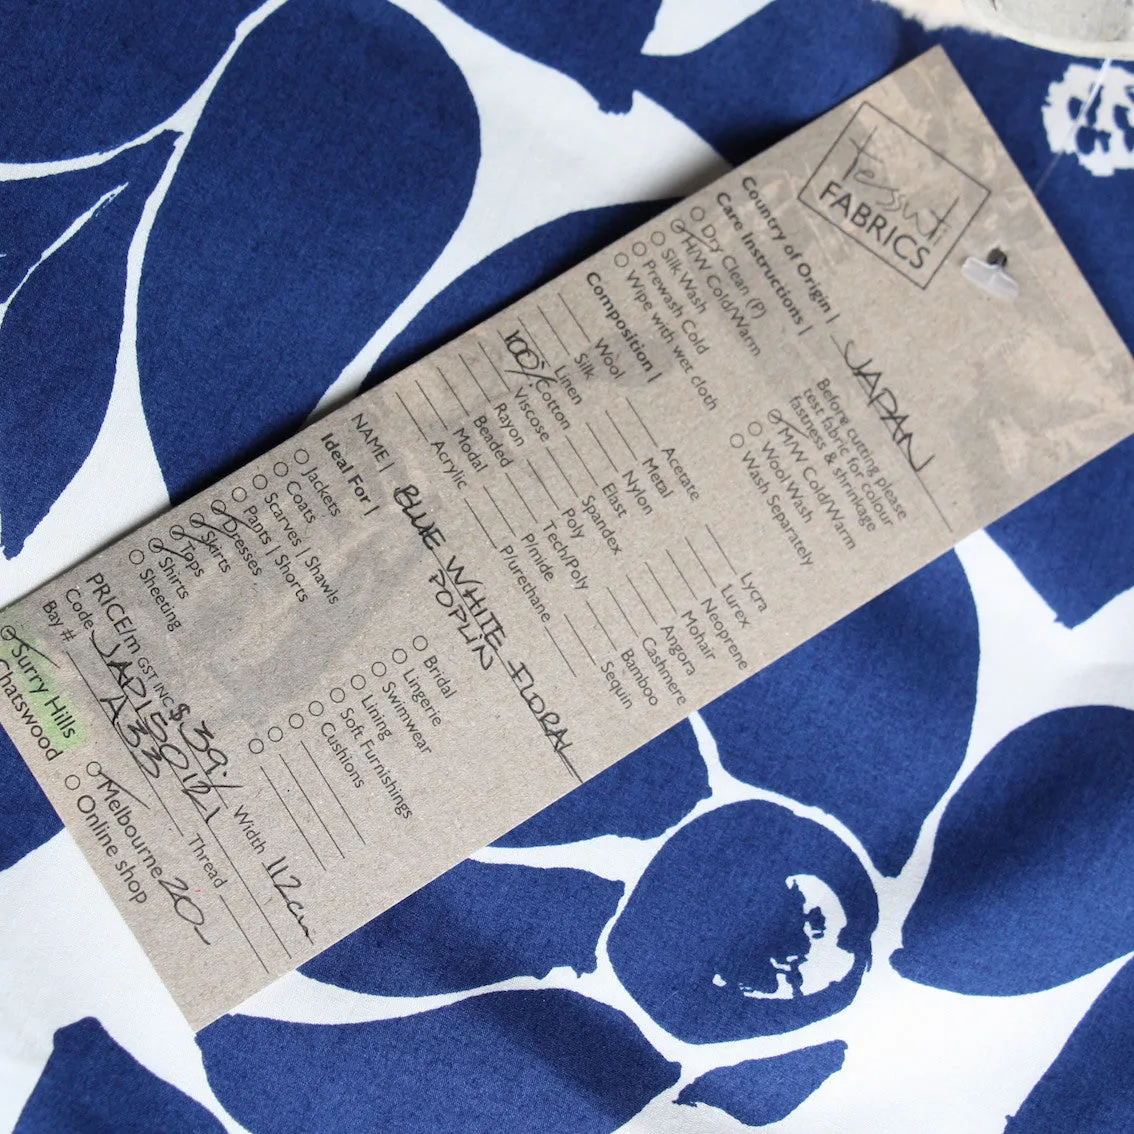 tessuti
FABRICS
Country of Origin | JAPAN
Care Instructions |
Dry Clean (P)
H/W Cold/Warm
Silk Wash
Prewash Cold
Wipe with wet cloth
Before cutting please
test fabric for colour
fastness & shrinkage
M/W Cold/Warm
Wool Wash
Wash Separately
Composition |
Wool
Silk
Linen
100% Cotton
Viscose
Rayon
Beaded
Modal
Acrylic
Acetate
Metal
Nylon
Elast
Spandex
Poly
Tech/Poly
P/mide
P/urethane
Lycra
Lurex
Neoprene
Mohair
Angora
Cashmere
Bamboo
Sequin
NAME | BLUE WHITE FLORAL
POPLIN
Ideal For |
Jackets
Coats
Scarves | Shawls
Pants | Shorts
Dresses
Skirts
Tops
Shirts
Sheeting
Bridal
Lingerie
Swimwear
Lining
Soft Furnishings
Cushions
PRICE/m GST INC $39./ Width 112cm
Code JAP150121 Thread
Bay # A33
Surry Hills
Chatswood
Melbourne 20
Online shop